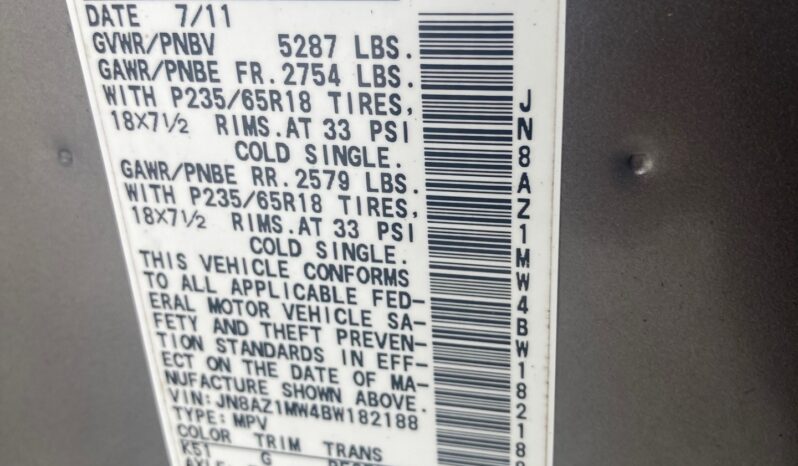 DATE 7/11
GVWR/PNBV 5287 LBS.
GAWR/PNBE FR. 2754 LBS.
WITH P235/65R18 TIRES,
18X7½ RIMS. AT 33 PSI
COLD SINGLE.
GAWR/PNBE RR. 2579 LBS.
WITH P235/65R18 TIRES,
18X7½ RIMS. AT 33 PSI
COLD SINGLE.
THIS VEHICLE CONFORMS
TO ALL APPLICABLE FED-
ERAL MOTOR VEHICLE SA-
FETY AND THEFT PREVEN-
TION STANDARDS IN EFF-
ECT ON THE DATE OF MA-
NUFACTURE SHOWN ABOVE.
VIN: JN8AZ1MW4BW182188
TYPE: MPV
COLOR TRIM TRANS
K51 G
JN8AZ1MW4BW182188